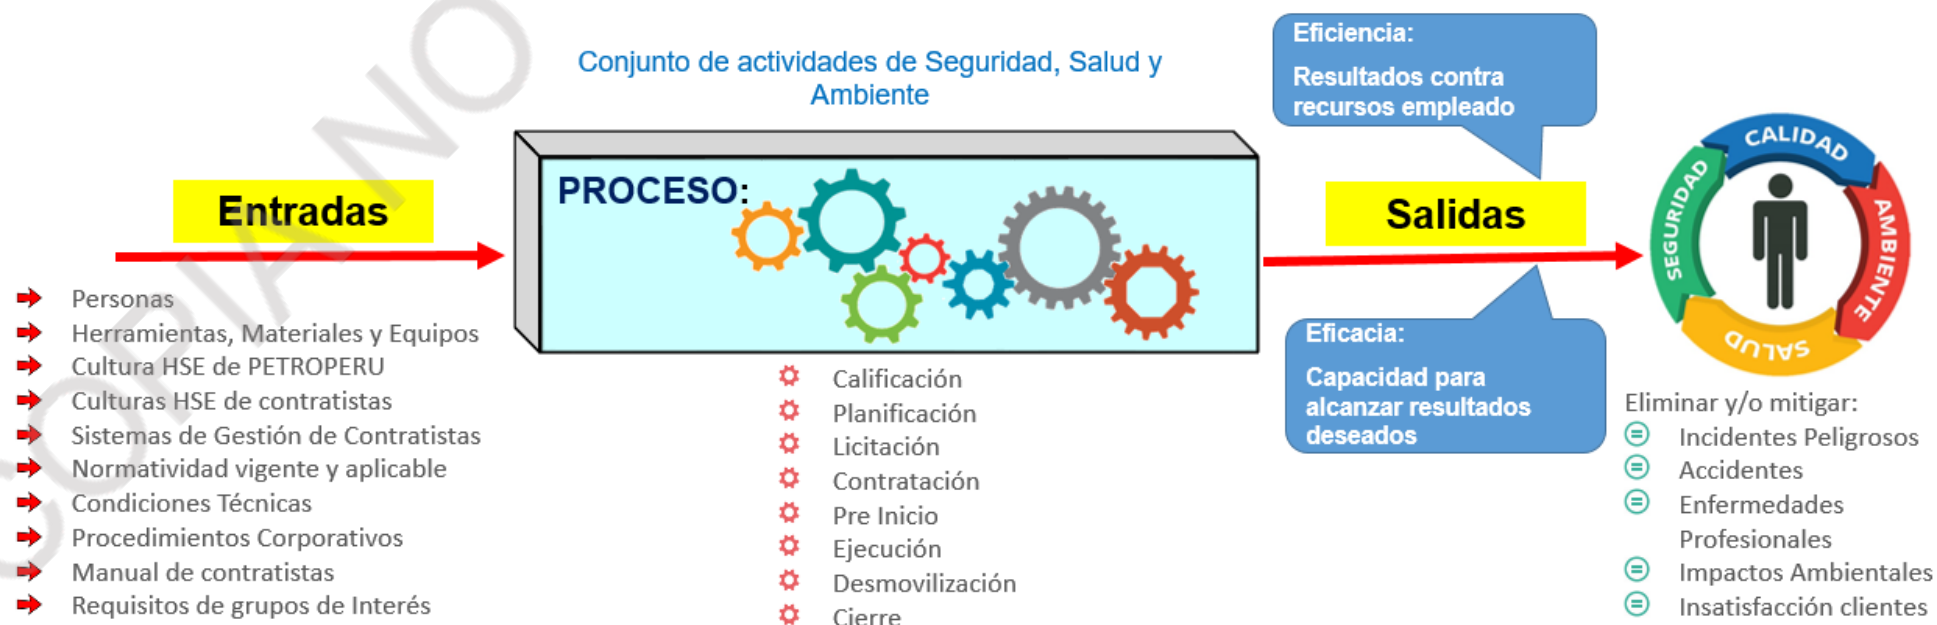 COPIA NO
Conjunto de actividades de Seguridad, Salud y
Ambiente
Entradas
Personas
Herramientas, Materiales y Equipos
Cultura HSE de PETROPERU
Culturas HSE de contratistas
Sistemas de Gestión de Contratistas
Normatividad vigente y aplicable
Condiciones Técnicas
Procedimientos Corporativos
Manual de contratistas
Requisitos de grupos de Interés
PROCESO:
Calificación
Planificación
Licitación
Contratación
Pre Inicio
Ejecución
Desmovilización
Cierre
Eficiencia:
Resultados contra
recursos empleado
Salidas
Eficacia:
Capacidad para
alcanzar resultados
deseados
CALIDAD
AMBIENTE
SALUD
SEGURIDAD
Eliminar y/o mitigar:
Incidentes Peligrosos
Accidentes
Enfermedades
Profesionales
Impactos Ambientales
Insatisfacción clientes